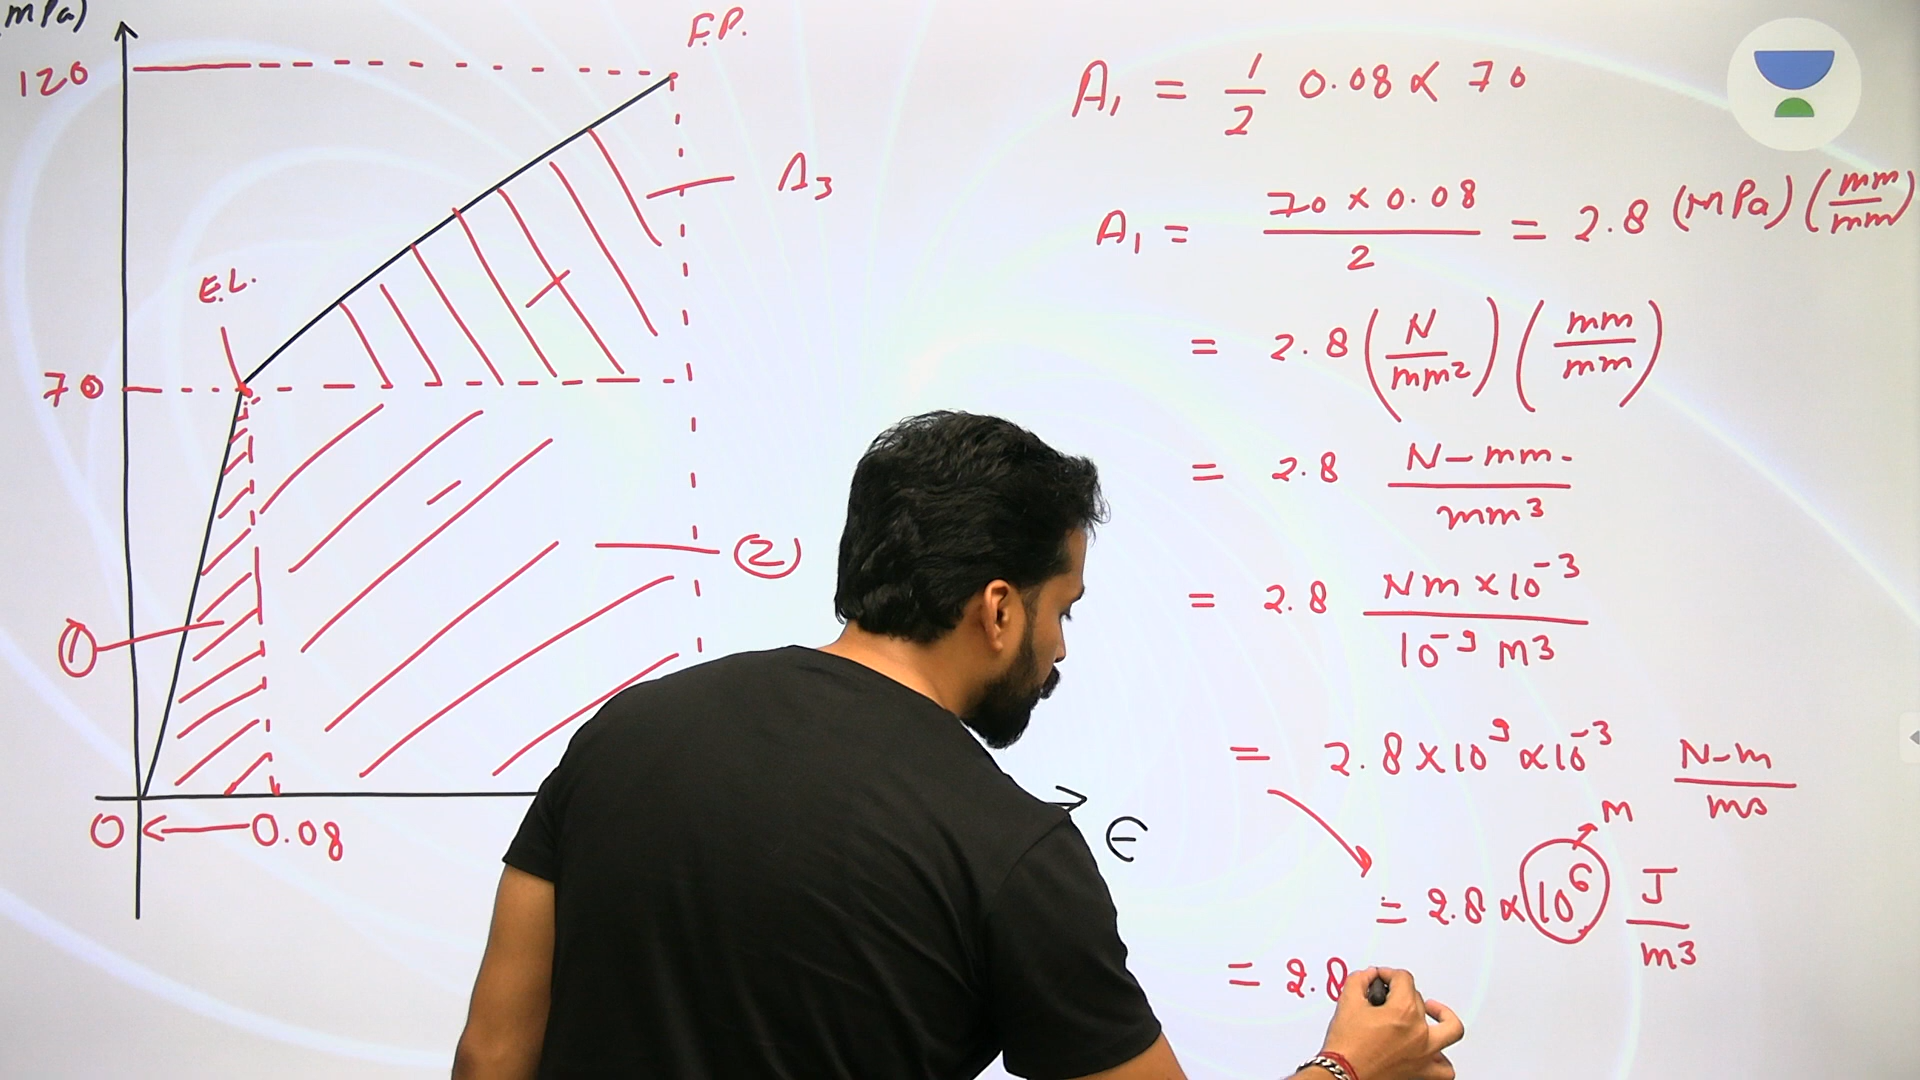 mPa)
120
F.P.
A3
E.L.
70
②
①
O
0.08
ϵ
A₁ = 1/2 0.08 × 70
A₁ = 70 × 0.08 / 2 = 2.8 (MPa) (mm/mm)
= 2.8 (N/mm²) (mm/mm)
= 2.8 N-mm- / mm³
= 2.8 Nm × 10⁻³ / 10⁻⁹ m3
= 2.8 × 10⁹ × 10⁻³ N-m / m3
M
= 2.8 × 10⁶ J / m3
= 2.8